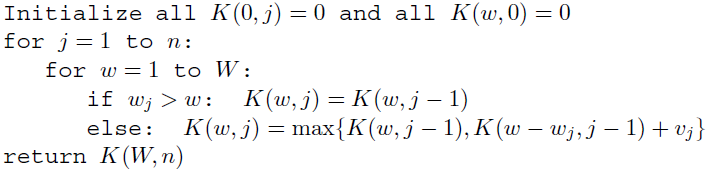 Initialize all K(0, j) = 0 and all K(w, 0) = 0
for j = 1 to n:
for w = 1 to W:
if w_j > w: K(w, j) = K(w, j − 1)
else: K(w, j) = max{K(w, j − 1), K(w − w_j, j − 1) + v_j}
return K(W, n)